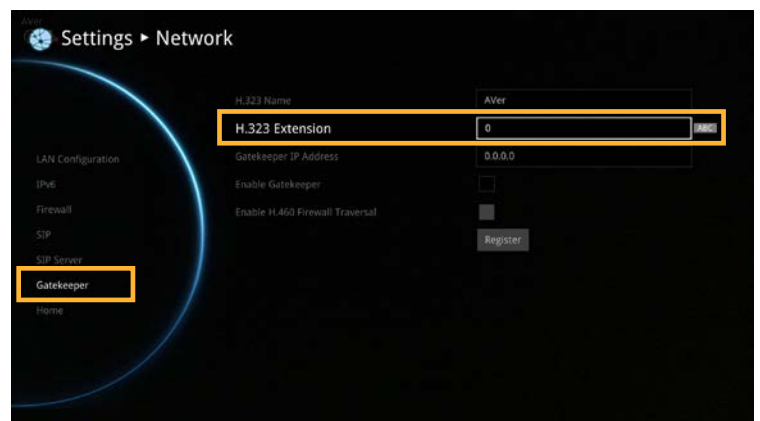 AVer
Settings ▸ Network
H.323 Name
AVer
H.323 Extension
0
ABC
LAN Configuration
Gatekeeper IP Address
0.0.0.0
IPv6
Enable Gatekeeper
Firewall
Enable H.460 Firewall Traversal
SIP
Register
SIP Server
Gatekeeper
Home